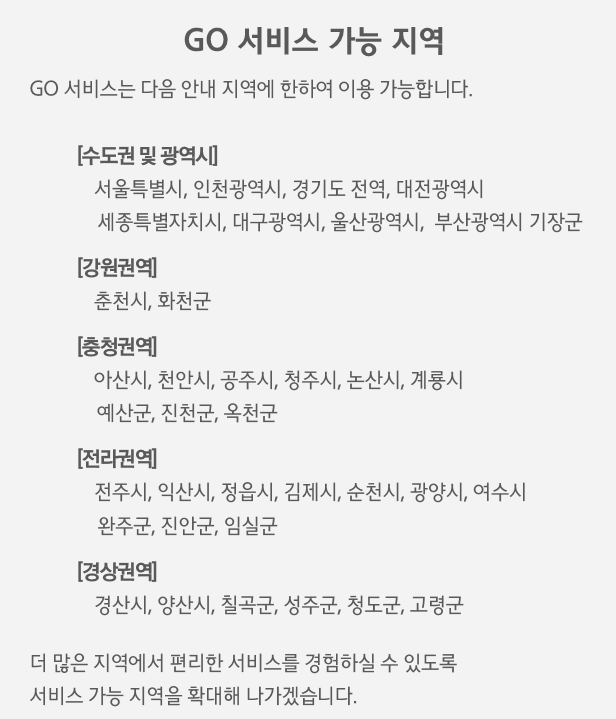 GO 서비스 가능 지역
GO 서비스는 다음 안내 지역에 한하여 이용 가능합니다.
[수도권 및 광역시]
서울특별시, 인천광역시, 경기도 전역, 대전광역시
세종특별자치시, 대구광역시, 울산광역시, 부산광역시 기장군
[강원권역]
춘천시, 화천군
[충청권역]
아산시, 천안시, 공주시, 청주시, 논산시, 계룡시
예산군, 진천군, 옥천군
[전라권역]
전주시, 익산시, 정읍시, 김제시, 순천시, 광양시, 여수시
완주군, 진안군, 임실군
[경상권역]
경산시, 양산시, 칠곡군, 성주군, 청도군, 고령군
더 많은 지역에서 편리한 서비스를 경험하실 수 있도록
서비스 가능 지역을 확대해 나가겠습니다.